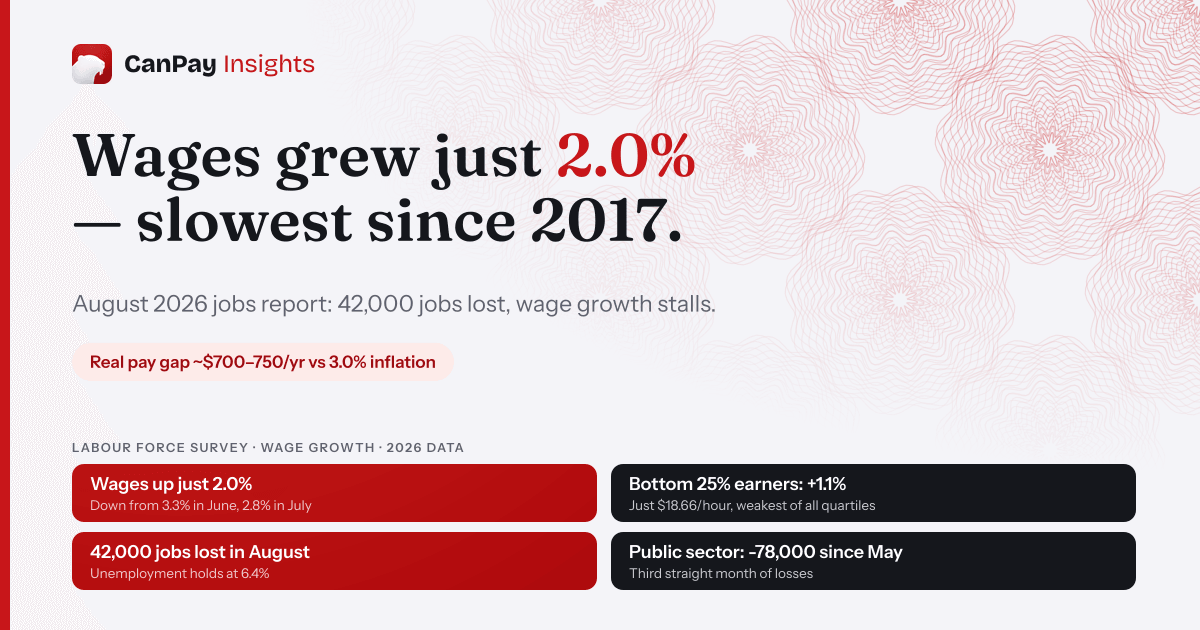 CanPay Insights
Wages grew just 2.0%
— slowest since 2017.
August 2026 jobs report: 42,000 jobs lost, wage growth stalls.
Real pay gap ~$700–750/yr vs 3.0% inflation
LABOUR FORCE SURVEY · WAGE GROWTH · 2026 DATA
Wages up just 2.0%
Down from 3.3% in June, 2.8% in July
Bottom 25% earners: +1.1%
Just $18.66/hour, weakest of all quartiles
42,000 jobs lost in August
Unemployment holds at 6.4%
Public sector: -78,000 since May
Third straight month of losses